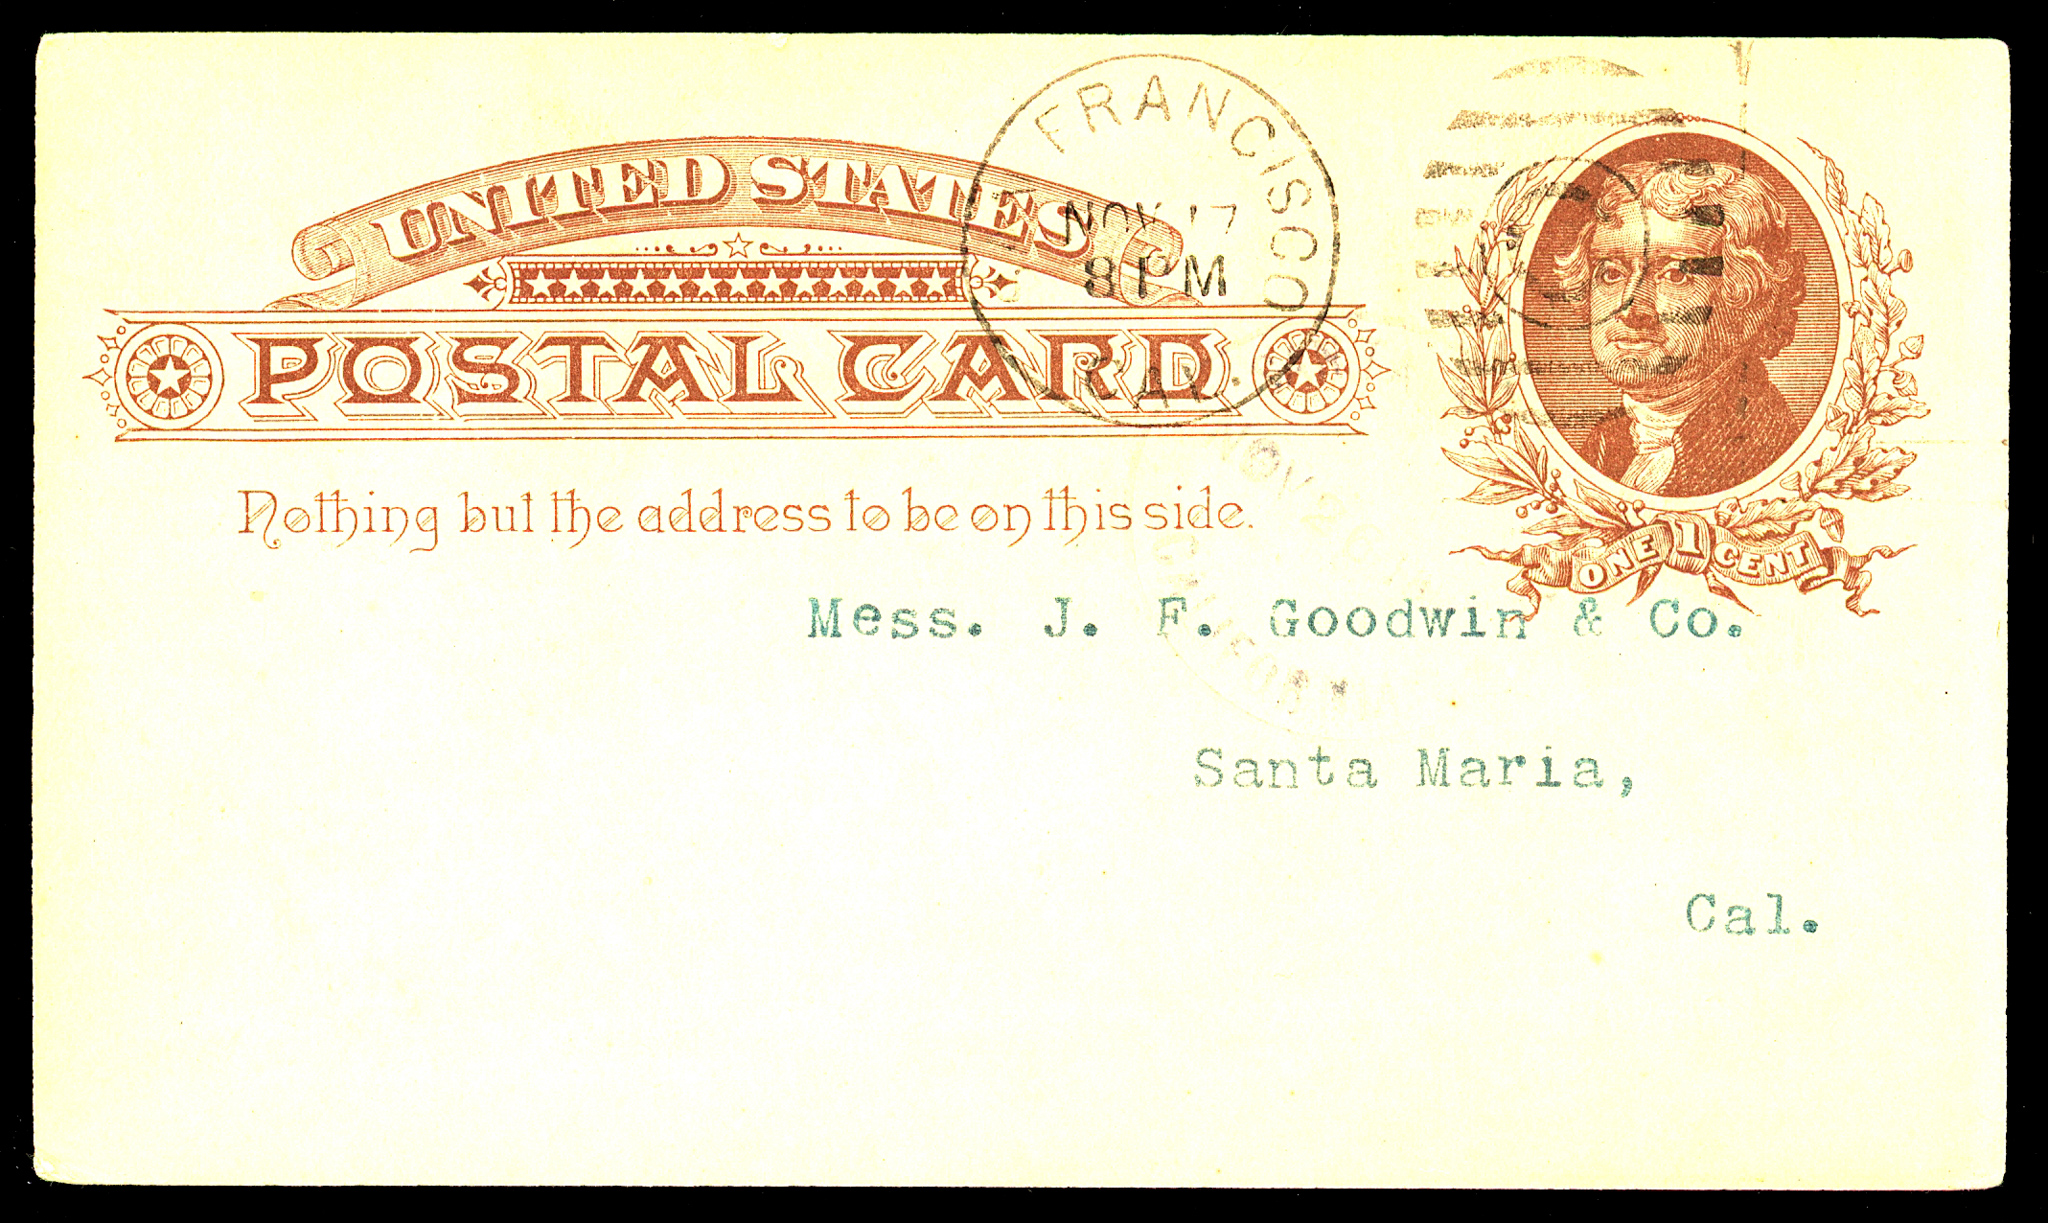 UNITED STATES
POSTAL CARD
FRANCISCO
NOV 17
8 PM
CAL.
Nothing but the address to be on this side.
ONE 1 CENT
Mess. J. F. Goodwin & Co.
Santa Maria,
Cal.